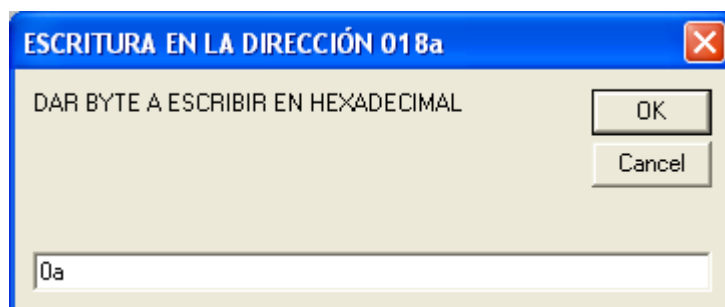 ESCRITURA EN LA DIRECCIÓN 018a
DAR BYTE A ESCRIBIR EN HEXADECIMAL
OK
Cancel
0a